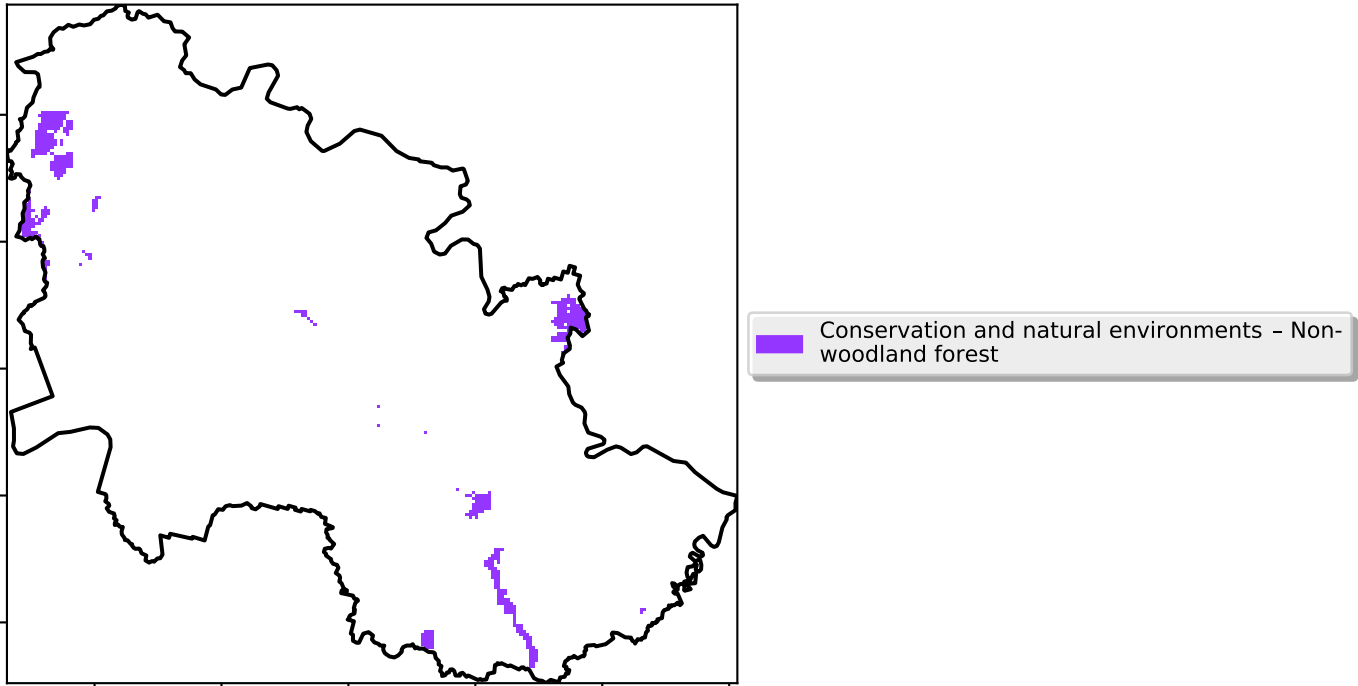 Conservation and natural environments – Non-
woodland forest